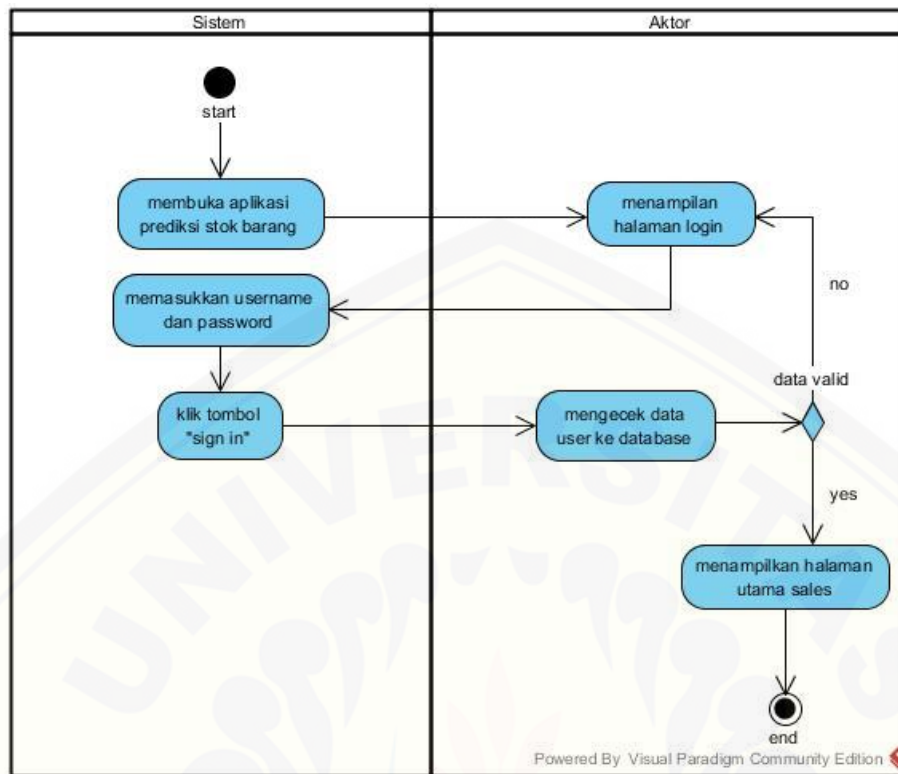 Sistem
Aktor
start
membuka aplikasi
prediksi stok barang
menampilan
halaman login
memasukkan username
dan password
no
data valid
klik tombol
"sign in"
mengecek data
user ke database
yes
menampilkan halaman
utama sales
end
UNIVERSITAS
Powered By Visual Paradigm Community Edition